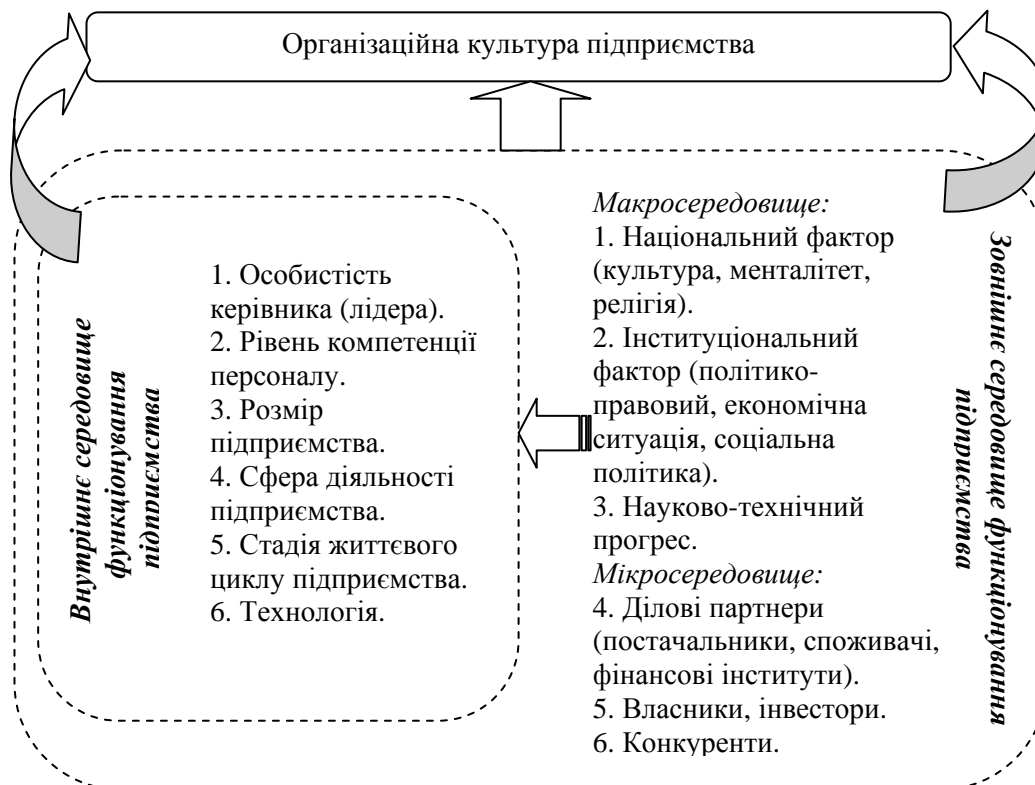 Організаційна культура підприємства
Внутрішнє середовище
функціонування
підприємства
1. Особистість
керівника (лідера).
2. Рівень компетенції
персоналу.
3. Розмір
підприємства.
4. Сфера діяльності
підприємства.
5. Стадія життєвого
циклу підприємства.
6. Технологія.
Макросередовище:
1. Національний фактор
(культура, менталітет,
релігія).
2. Інституціональний
фактор (політико-
правовий, економічна
ситуація, соціальна
політика).
3. Науково-технічний
прогрес.
Мікросередовище:
4. Ділові партнери
(постачальники, споживачі,
фінансові інститути).
5. Власники, інвестори.
6. Конкуренти.
Зовнішнє середовище функціонування
підприємства